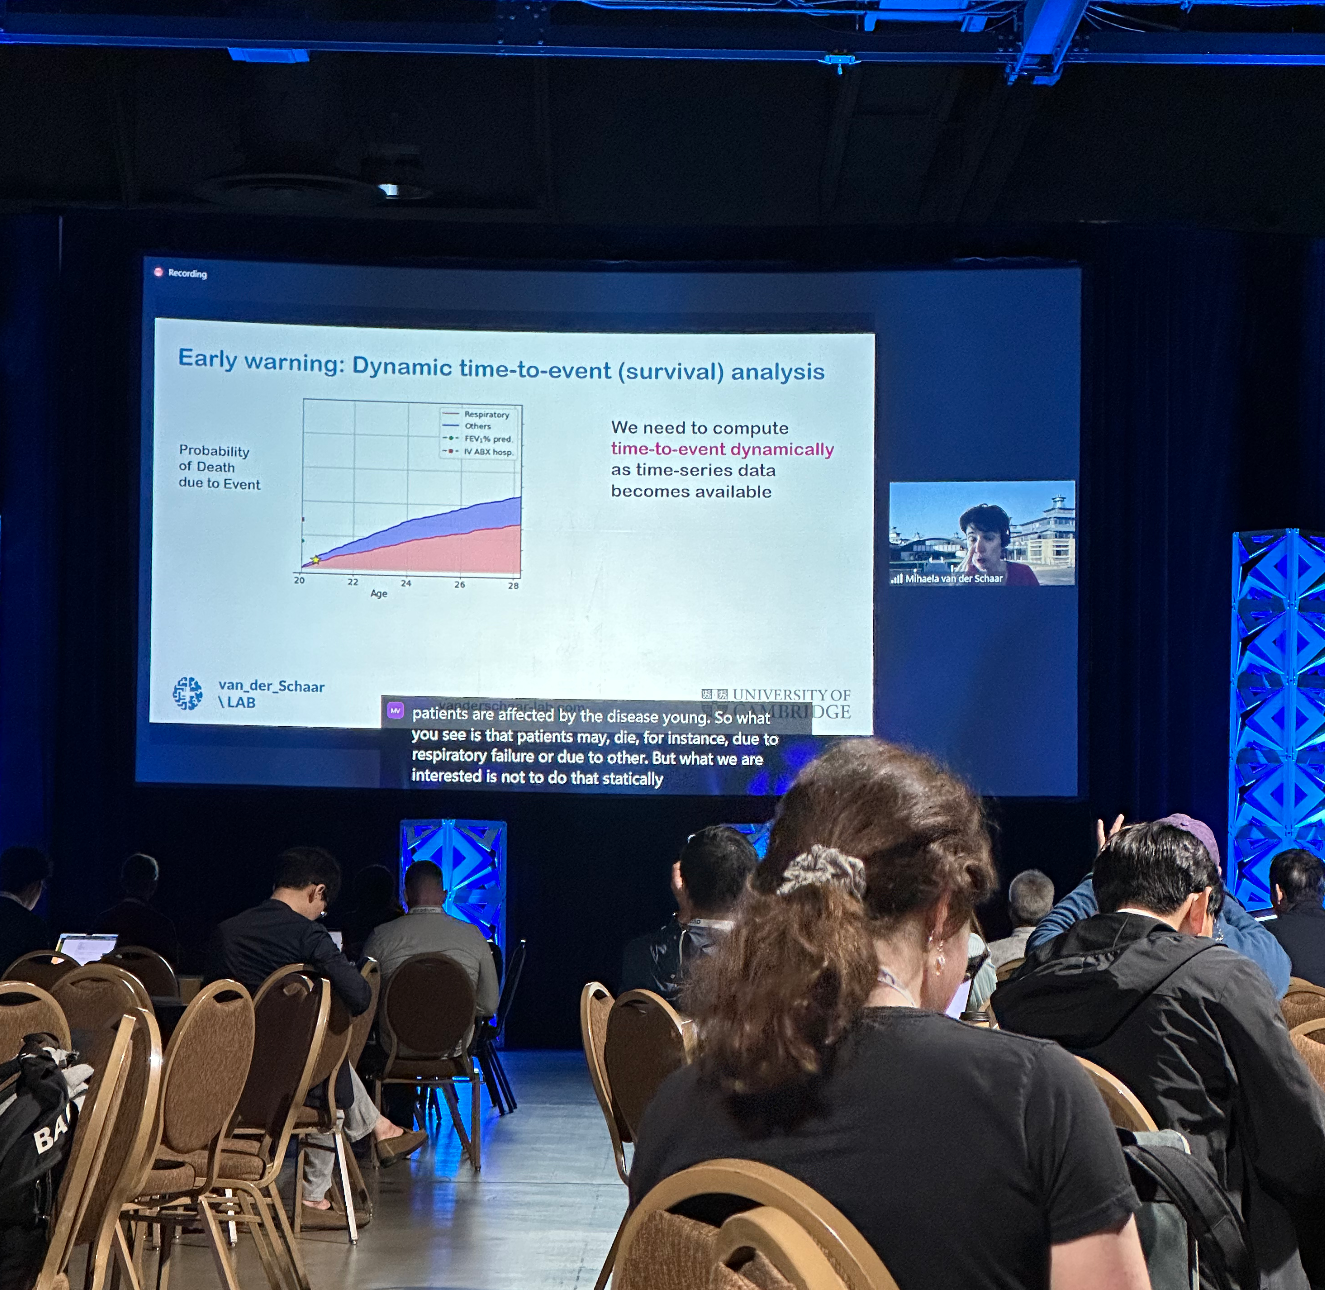 Recording
Early warning: Dynamic time-to-event (survival) analysis
Probability
of Death
due to Event
Respiratory
Others
FEV₁% pred.
IV ABX hosp.
20 22 24 26 28
Age
We need to compute
time-to-event dynamically
as time-series data
becomes available
Mihaela van der Schaar
van_der_Schaar
\ LAB
vanderschaar-lab.com
UNIVERSITY OF
CAMBRIDGE
MV
patients are affected by the disease young. So what
you see is that patients may, die, for instance, due to
respiratory failure or due to other. But what we are
interested is not to do that statically
BA